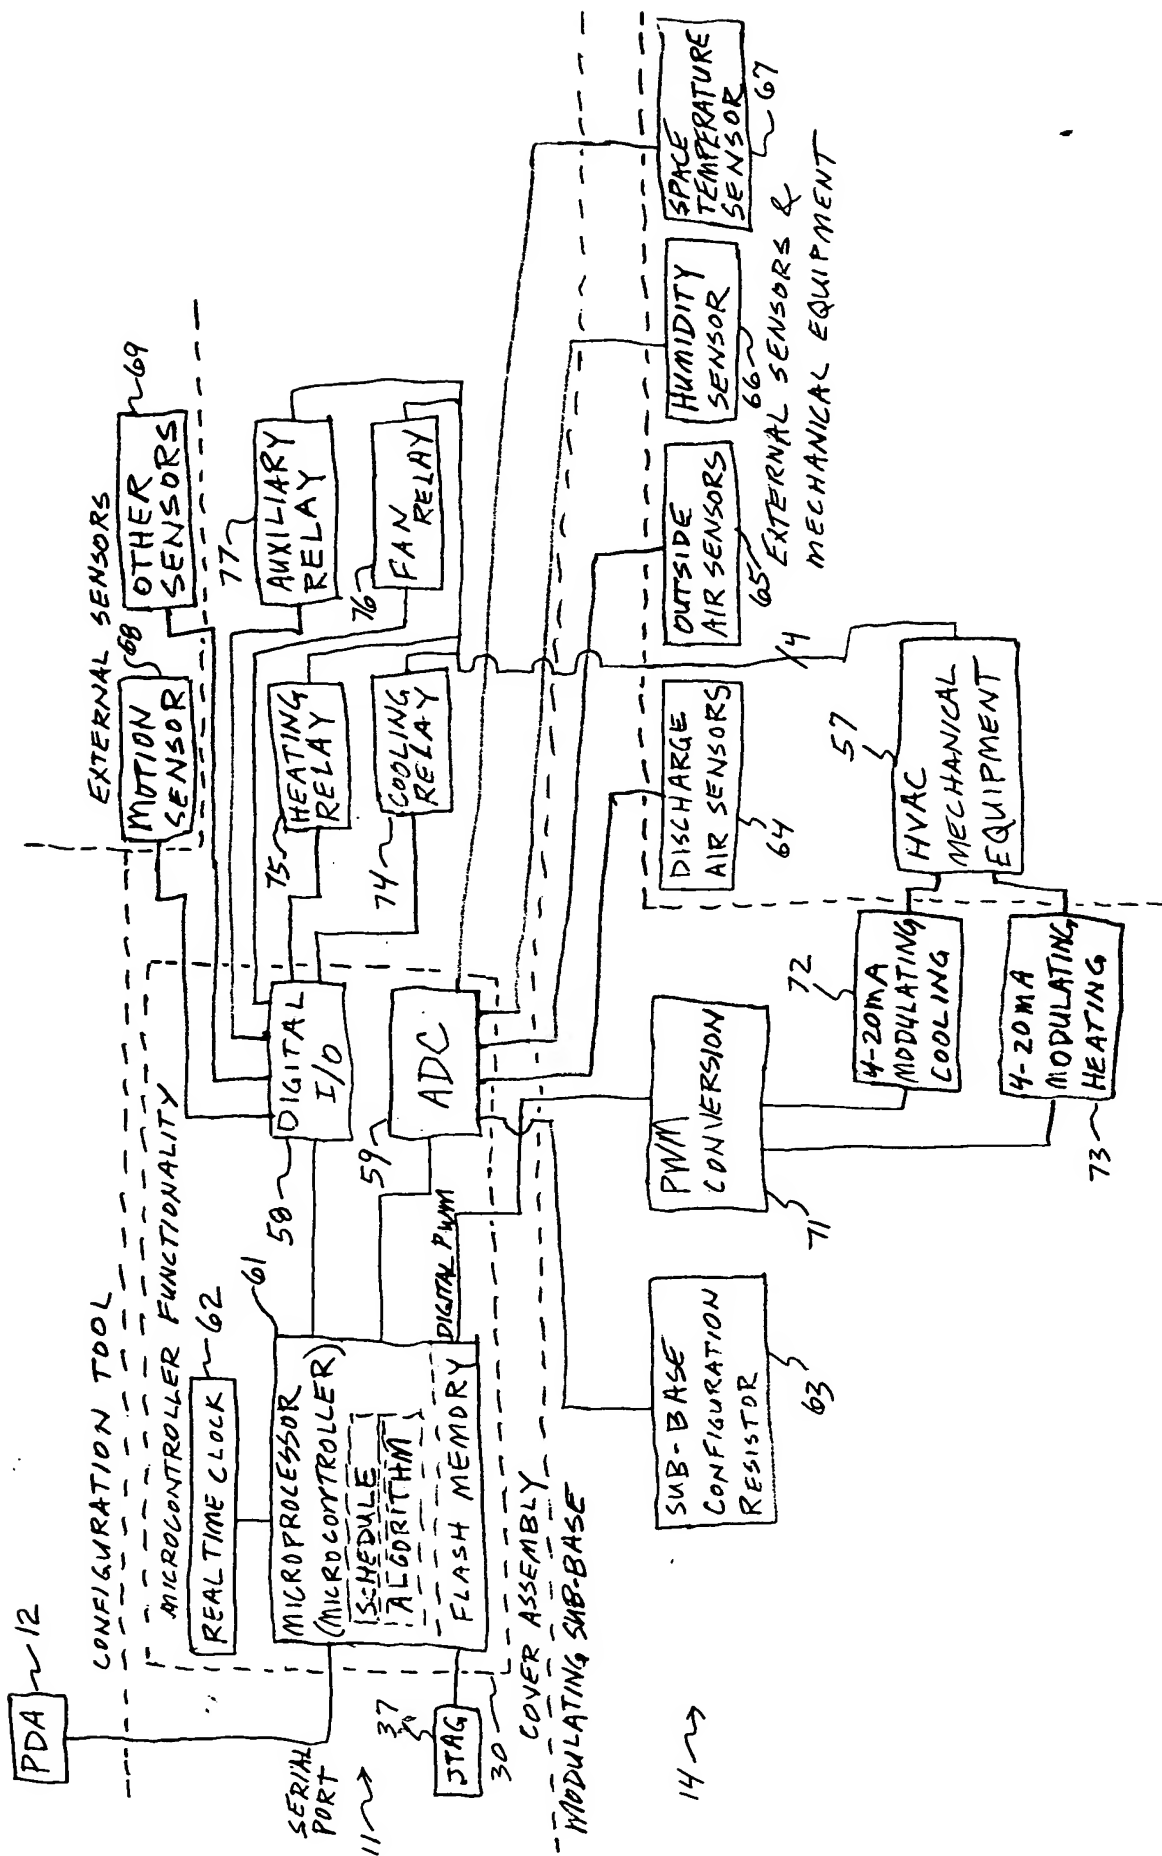 PDA
12
CONFIGURATION TOOL
EXTERNAL SENSORS
MICROCONTROLLER FUNCTIONALITY
REAL TIME CLOCK
62
MOTION
SENSOR
68
OTHER
SENSORS
69
SERIAL
PORT
11
MICROPROCESSOR
(MICROCONTROLLER)
SCHEDULE
ALGORITHM
FLASH MEMORY
61
DIGITAL PWM
JTAG
37
30
DIGITAL
I/O
58
ADC
59
HEATING
RELAY
75
COOLING
RELAY
74
AUXILIARY
RELAY
77
FAN
RELAY
76
COVER ASSEMBLY
MODULATING SUB-BASE
14
SUB-BASE
CONFIGURATION
RESISTOR
63
PWM
CONVERSION
71
DISCHARGE
AIR SENSORS
64
OUTSIDE
AIR SENSORS
65
HUMIDITY
SENSOR
66
SPACE
TEMPERATURE
SENSOR
67
EXTERNAL SENSORS &
MECHANICAL EQUIPMENT
4
4-20MA
MODULATING
COOLING
72
4-20MA
MODULATING
HEATING
73
HVAC
MECHANICAL
EQUIPMENT
57